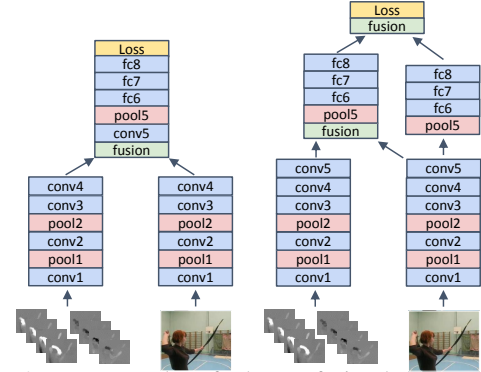 Loss
fc8
fc7
fc6
pool5
conv5
fusion
conv4
conv3
pool2
conv2
pool1
conv1
conv4
conv3
pool2
conv2
pool1
conv1
Loss
fusion
fc8
fc7
fc6
pool5
fusion
fc8
fc7
fc6
pool5
conv5
conv4
conv3
pool2
conv2
pool1
conv1
conv5
conv4
conv3
pool2
conv2
pool1
conv1